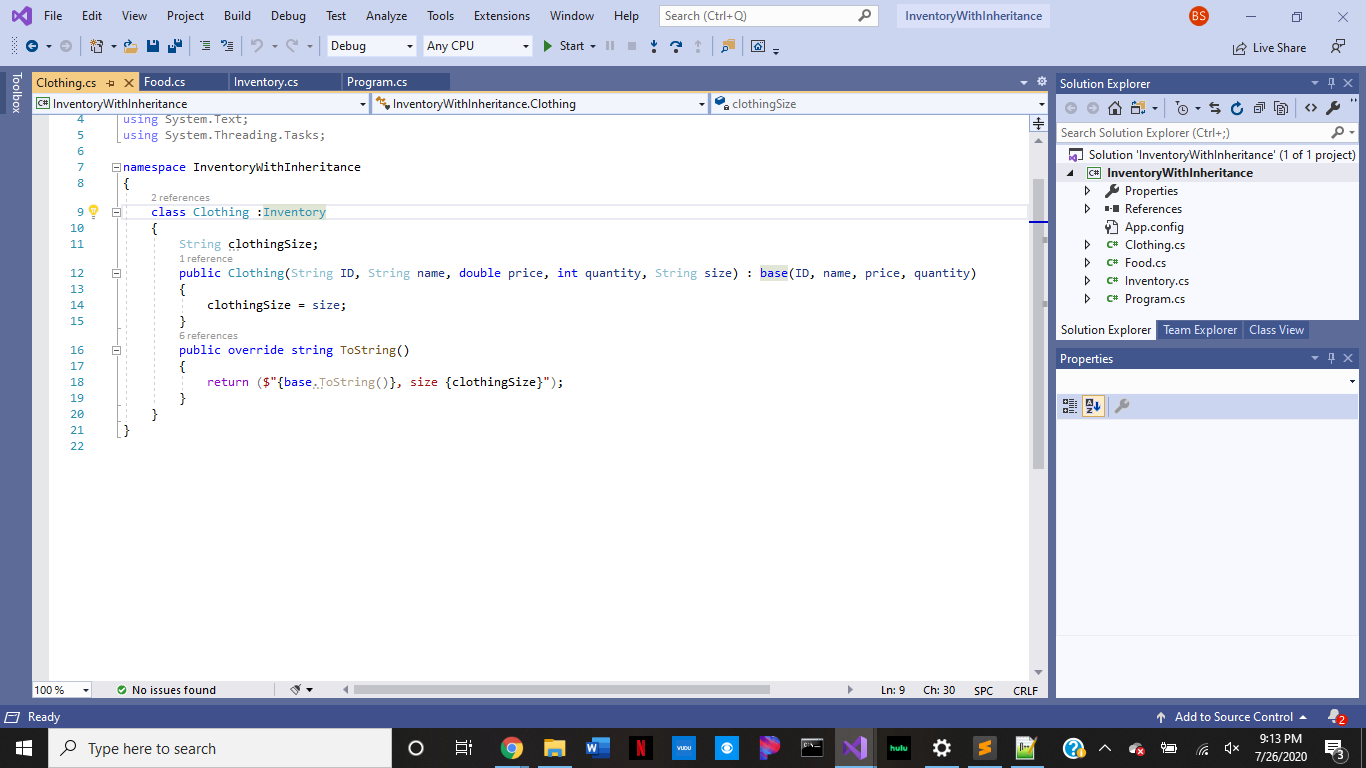 File Edit View Project Build Debug Test Analyze Tools Extensions Window Help Search (Ctrl+Q) InventoryWithInheritance BS
Debug Any CPU Start Live Share
Toolbox
Clothing.cs Food.cs Inventory.cs Program.cs
C# InventoryWithInheritance InventoryWithInheritance.Clothing clothingSize
4 using System.Text;
5 using System.Threading.Tasks;
6
7 namespace InventoryWithInheritance
8 {
2 references
9 class Clothing :Inventory
10 {
11 String clothingSize;
1 reference
12 public Clothing(String ID, String name, double price, int quantity, String size) : base(ID, name, price, quantity)
13 {
14 clothingSize = size;
15 }
6 references
16 public override string ToString()
17 {
18 return ($"{base.ToString()}, size {clothingSize}");
19 }
20 }
21 }
22
100 % No issues found Ln: 9 Ch: 30 SPC CRLF
Solution Explorer
Search Solution Explorer (Ctrl+;)
Solution 'InventoryWithInheritance' (1 of 1 project)
C# InventoryWithInheritance
Properties
References
App.config
C# Clothing.cs
C# Food.cs
C# Inventory.cs
C# Program.cs
Solution Explorer Team Explorer Class View
Properties
Ready Add to Source Control 2
Type here to search W N VUDU hulu 9:13 PM
7/26/2020 3